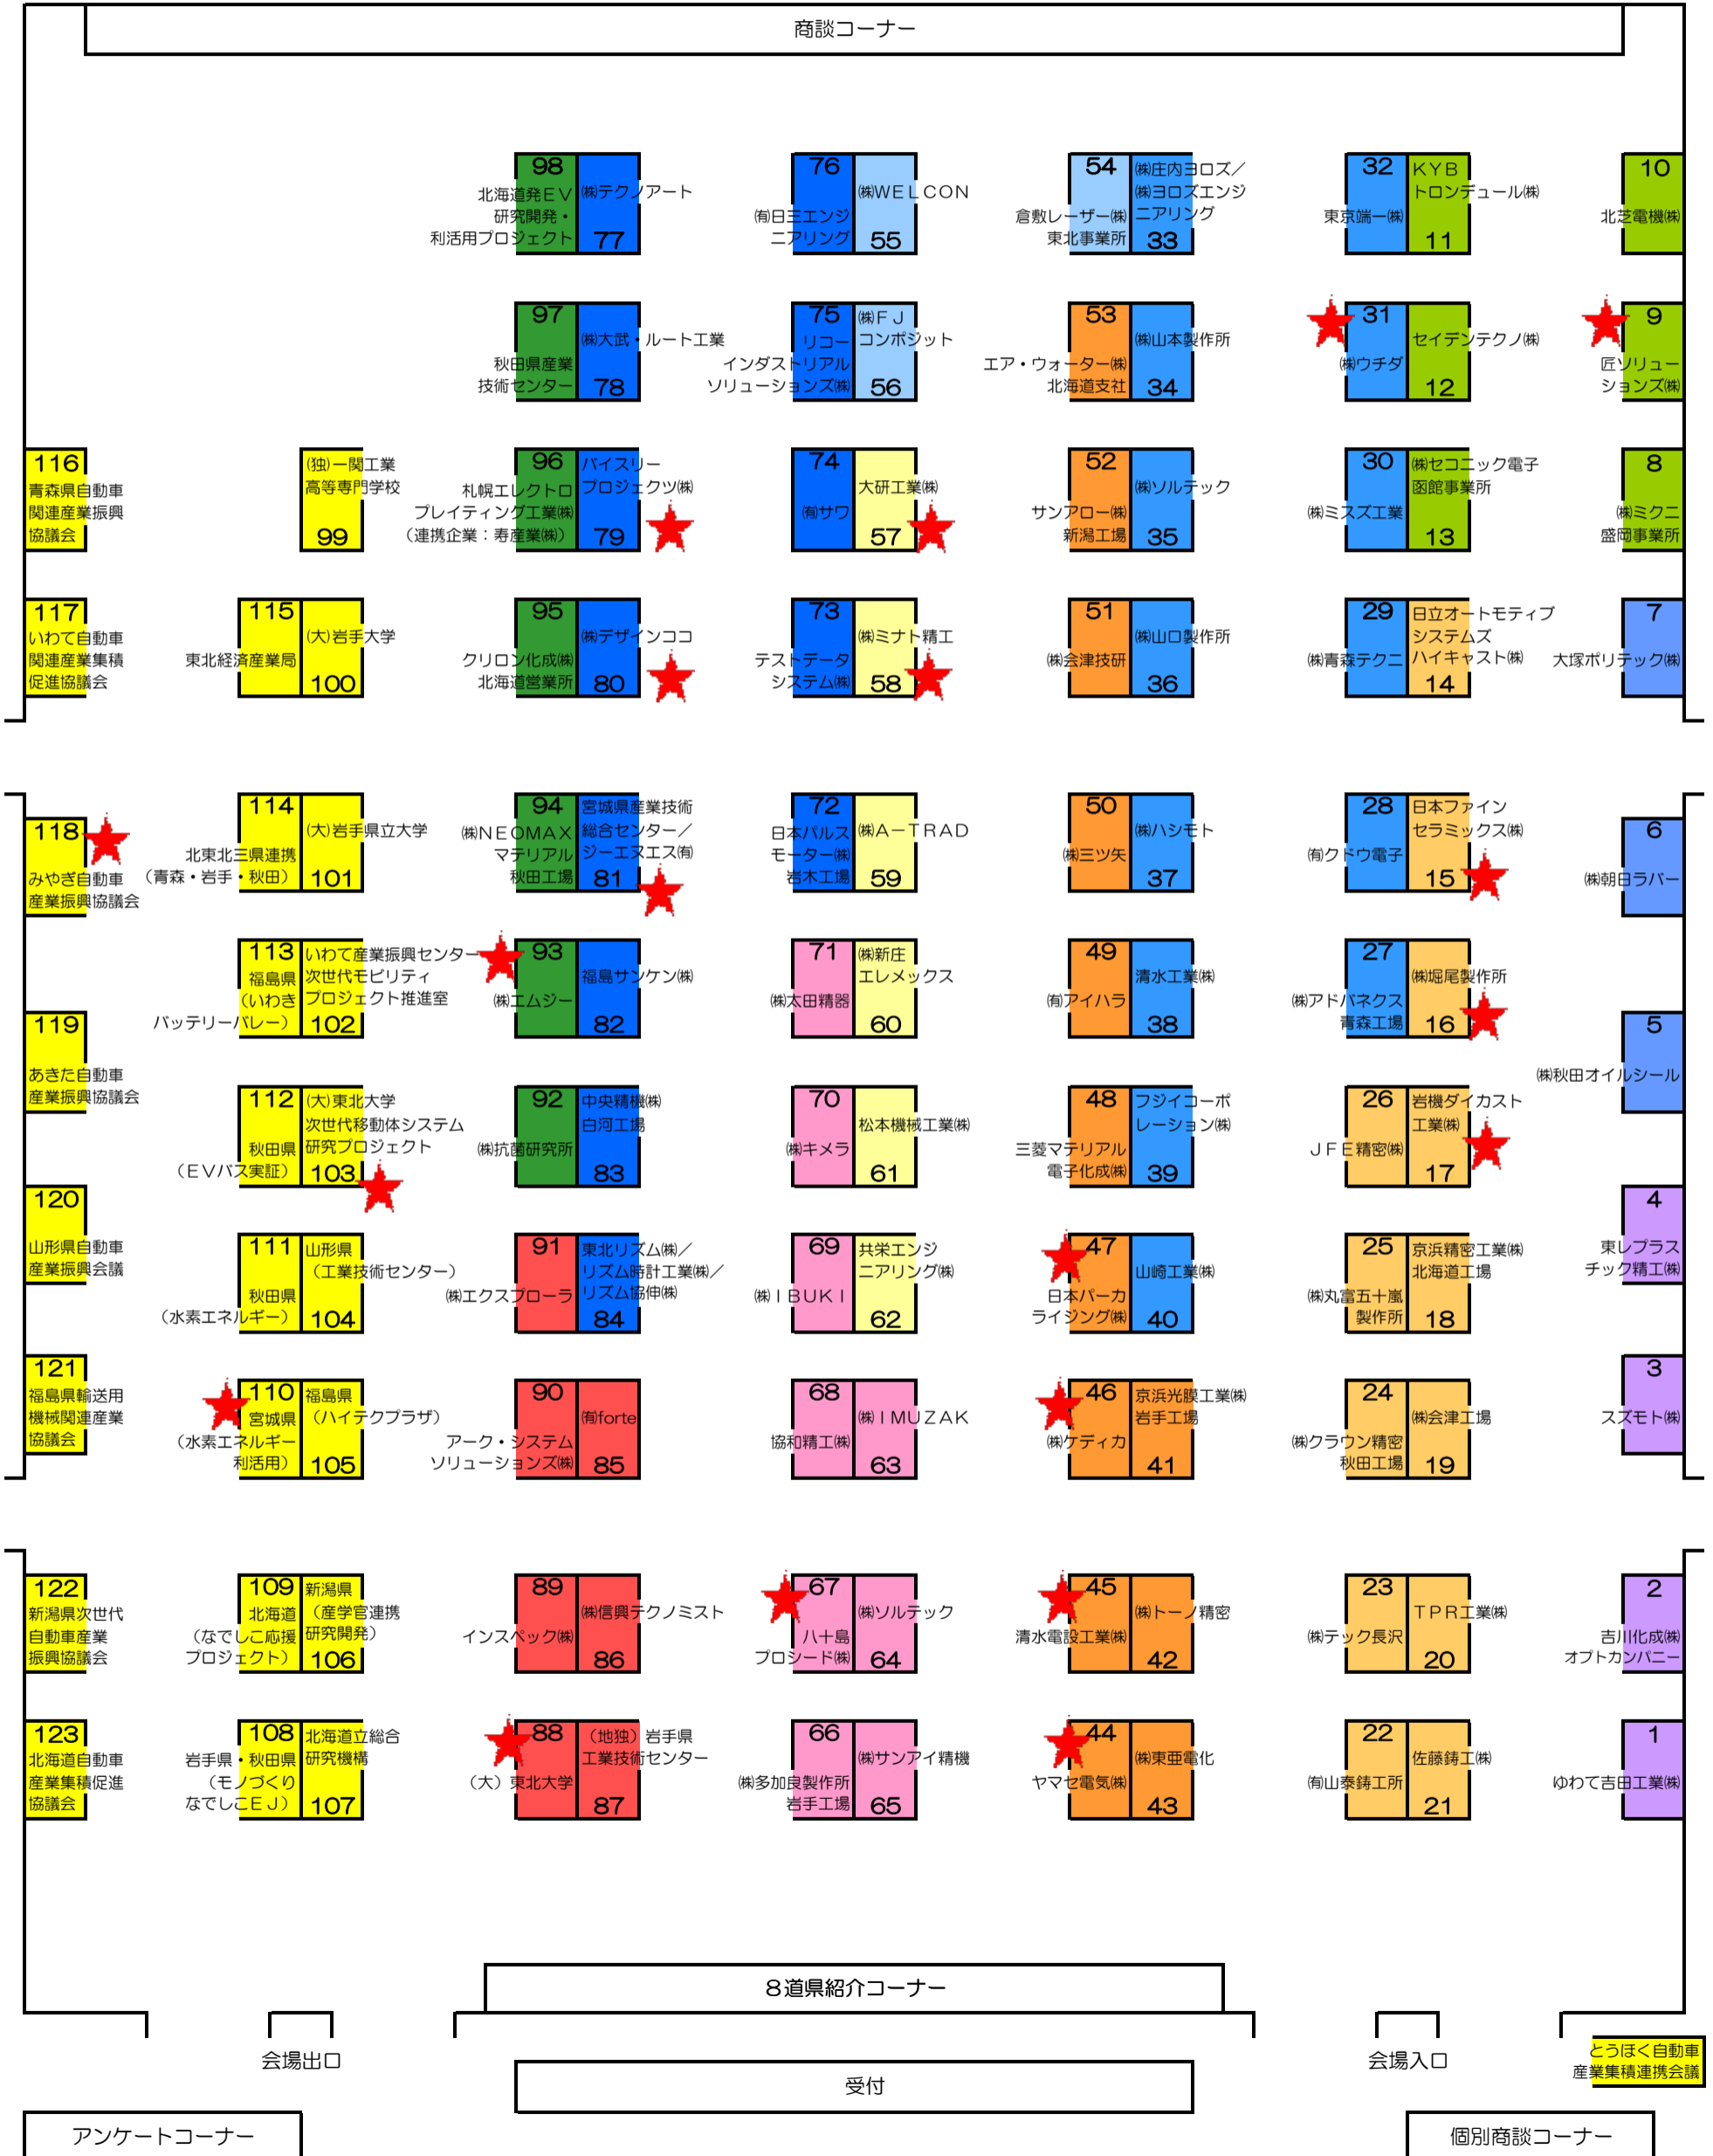 商談コーナー
98
北海道発EV
研究開発・
利活用プロジェクト
㈱テクノアート
77
76
㈲日三エンジ
ニアリング
㈱WELCON
55
54
倉敷レーザー㈱
東北事業所
㈱庄内ヨロズ／
㈱ヨロズエンジ
ニアリング
33
32
東京端一㈱
KYB
トロンデュール㈱
11
10
北芝電機㈱
97
秋田県産業
技術センター
㈱大武・ルート工業
78
75
リコー
インダストリアル
ソリューションズ㈱
㈱FJ
コンポジット
56
53
エア・ウォーター㈱
北海道支社
㈱山本製作所
34
31
㈱ウチダ
セイデンテクノ㈱
12
9
匠ソリュー
ションズ㈱
116
青森県自動車
関連産業振興
協議会
(独)一関工業
高等専門学校
99
96
札幌エレクトロ
プレイティング工業㈱
（連携企業：寿産業㈱）
バイスリー
プロジェクツ㈱
79
74
㈲サワ
大研工業㈱
57
52
サンアロー㈱
新潟工場
㈱ソルテック
35
30
㈱ミスズ工業
㈱セコニック電子
函館事業所
13
8
㈱ミクニ
盛岡事業所
117
いわて自動車
関連産業集積
促進協議会
115
東北経済産業局
(大)岩手大学
100
95
クリロン化成㈱
北海道営業所
㈱デザインココ
80
73
テストデータ
システム㈱
㈱ミナト精工
58
51
㈱会津技研
㈱山口製作所
36
29
㈱青森テクニ
日立オートモティブ
システムズ
ハイキャスト㈱
14
7
大塚ポリテック㈱
118
みやぎ自動車
産業振興協議会
114
北東北三県連携
（青森・岩手・秋田）
(大)岩手県立大学
101
94
㈱NEOMAX
マテリアル
秋田工場
宮城県産業技術
総合センター／
ジーエヌエス㈲
81
72
日本パルス
モーター㈱
岩木工場
㈱A－TRAD
59
50
㈱三ツ矢
㈱ハシモト
37
28
㈲クドウ電子
日本ファイン
セラミックス㈱
15
6
㈱朝日ラバー
113
福島県
（いわき
バッテリーバレー）
いわて産業振興センター
次世代モビリティ
プロジェクト推進室
102
93
㈱エムジー
福島サンケン㈱
82
71
㈱太田精器
㈱新庄
エレメックス
60
49
㈲アイハラ
清水工業㈱
38
27
㈱アドバネクス
青森工場
㈱堀尾製作所
16
119
あきた自動車
産業振興協議会
5
㈱秋田オイルシール
112
秋田県
（EVバス実証）
(大)東北大学
次世代移動体システム
研究プロジェクト
103
92
㈱抗菌研究所
中央精機㈱
白河工場
83
70
㈱キメラ
松本機械工業㈱
61
48
三菱マテリアル
電子化成㈱
フジイコーポ
レーション㈱
39
26
JFE精密㈱
岩機ダイカスト
工業㈱
17
120
山形県自動車
産業振興会議
4
東レプラス
チック精工㈱
111
秋田県
（水素エネルギー）
山形県
（工業技術センター）
104
91
㈱エクスプローラ
東北リズム㈱／
リズム時計工業㈱／
リズム協伸㈱
84
69
㈱IBUKI
共栄エンジ
ニアリング㈱
62
47
日本パーカ
ライジング㈱
山崎工業㈱
40
25
㈱丸富五十嵐
製作所
京浜精密工業㈱
北海道工場
18
121
福島県輸送用
機械関連産業
協議会
3
スズモト㈱
110
宮城県
（水素エネルギー
利活用）
福島県
（ハイテクプラザ）
105
90
アーク・システム
ソリューションズ㈱
㈲forte
85
68
協和精工㈱
㈱IMUZAK
63
46
㈱ケディカ
京浜光膜工業㈱
岩手工場
41
24
㈱クラウン精密
秋田工場
㈱会津工場
19
122
新潟県次世代
自動車産業
振興協議会
109
北海道
（なでしこ応援
プロジェクト）
新潟県
（産学官連携
研究開発）
106
89
インスペック㈱
㈱信興テクノミスト
86
67
八十島
プロシード㈱
㈱ソルテック
64
45
清水電設工業㈱
㈱トーノ精密
42
23
㈱テック長沢
TPR工業㈱
20
2
吉川化成㈱
オプトカンパニー
123
北海道自動車
産業集積促進
協議会
108
岩手県・秋田県
（モノづくり
なでしこEJ）
北海道立総合
研究機構
107
88
（大）東北大学
（地独）岩手県
工業技術センター
87
66
㈱多加良製作所
岩手工場
㈱サンアイ精機
65
44
ヤマセ電気㈱
㈱東亜電化
43
22
㈲山泰鋳工所
佐藤鋳工㈱
21
1
ゆわて吉田工業㈱
8道県紹介コーナー
会場出口
会場入口
とうほく自動車
産業集積連携会議
受付
アンケートコーナー
個別商談コーナー